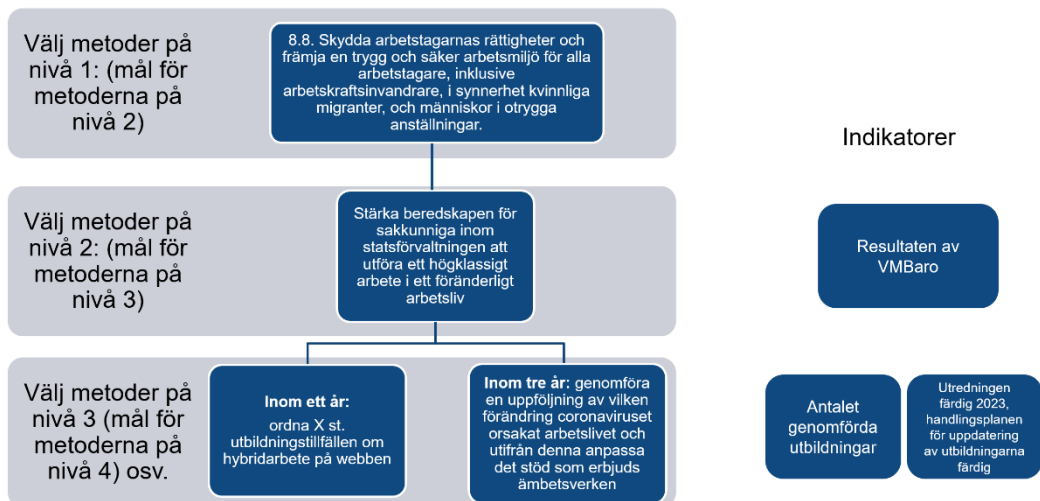 Välj metoder på
nivå 1: (mål för
metoderna på
nivå 2)
8.8. Skydda arbetstagarnas rättigheter och
främja en trygg och säker arbetsmiljö för alla
arbetstagare, inklusive
arbetskraftsinvandrare, i synnerhet kvinnliga
migranter, och människor i otrygga
anställningar.
Indikatorer
Välj metoder på
nivå 2: (mål för
metoderna på
nivå 3)
Stärka beredskapen för
sakkunniga inom
statsförvaltningen att
utföra ett högklassigt
arbete i ett föränderligt
arbetsliv
Resultaten av
VMBaro
Välj metoder på
nivå 3 (mål för
metoderna på
nivå 4) osv.
Inom ett år:
ordna X st.
utbildningstillfällen om
hybridarbete på webben
Inom tre år: genomföra
en uppföljning av vilken
förändring coronaviruset
orsakat arbetslivet och
utifrån denna anpassa
det stöd som erbjuds
ämbetsverken
Antalet
genomförda
utbildningar
Utredningen
färdig 2023,
handlingsplanen
för uppdatering
av utbildningarna
färdig